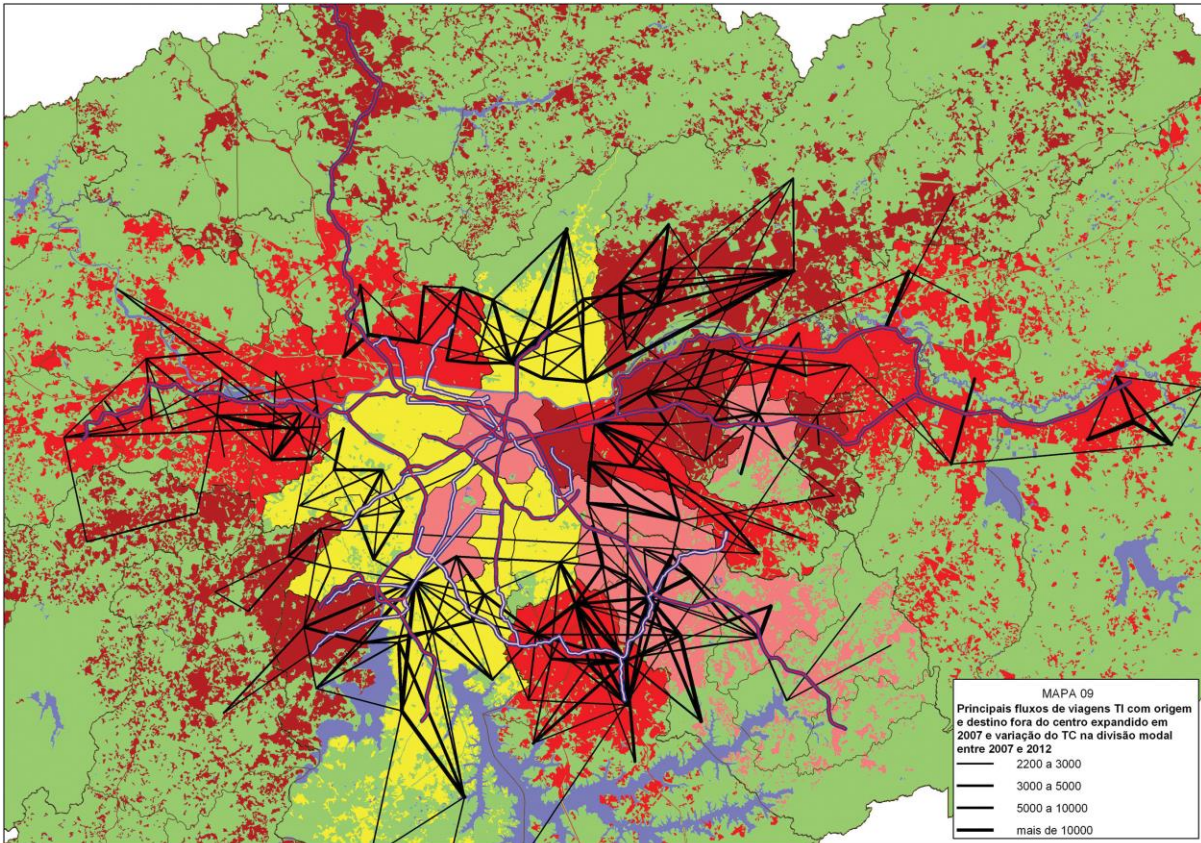 MAPA 09
Principais fluxos de viagens TI com origem
e destino fora do centro expandido em
2007 e variação do TC na divisão modal
entre 2007 e 2012
2200 a 3000
3000 a 5000
5000 a 10000
mais de 10000